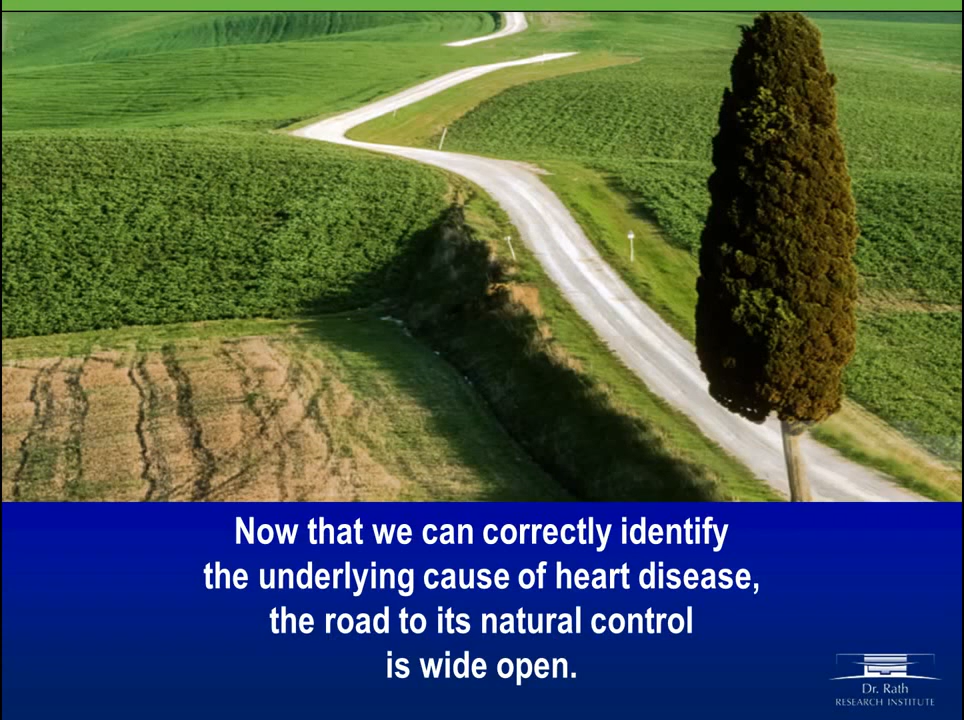 Now that we can correctly identify
the underlying cause of heart disease,
the road to its natural control
is wide open.
Dr. Rath
RESEARCH INSTITUTE